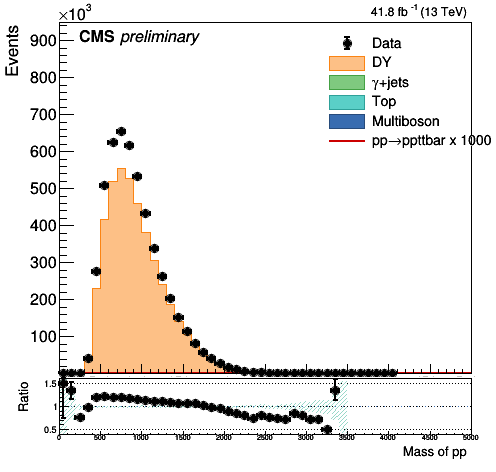 ×10³
41.8 fb⁻¹ (13 TeV)
Events
CMS preliminary
Data
DY
γ+jets
Top
Multiboson
pp→ppttbar x 1000
900
800
700
600
500
400
300
200
100
Ratio
1.5
1
0.5
0 500 1000 1500 2000 2500 3000 3500 4000 4500 5000
Mass of pp